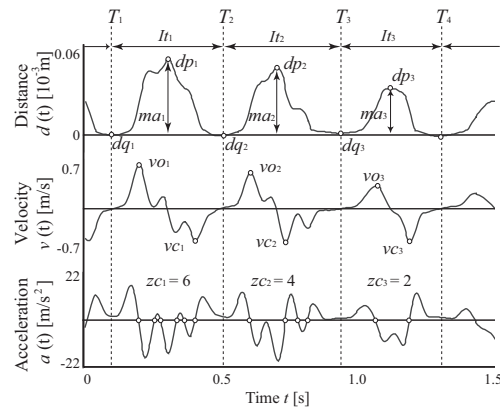 T₁ T₂ T₃ T₄
It₁ It₂ It₃
0.06
dp₁ dp₂ dp₃
Distance
d (t) [10⁻³m]
ma₁ ma₂ ma₃
0
dq₁ dq₂ dq₃
0.7
vo₁ vo₂ vo₃
Velocity
v (t) [m/s]
-0.7
vc₁ vc₂ vc₃
22
zc₁= 6 zc₂= 4 zc₃= 2
Acceleration
a (t) [m/s²]
-22
0 0.5 1.0 1.5
Time t [s]